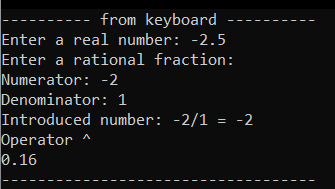 ---------- from keyboard ----------
Enter a real number: -2.5
Enter a rational fraction:
Numerator: -2
Denominator: 1
Introduced number: -2/1 = -2
Operator ^
0.16
-----------------------------------